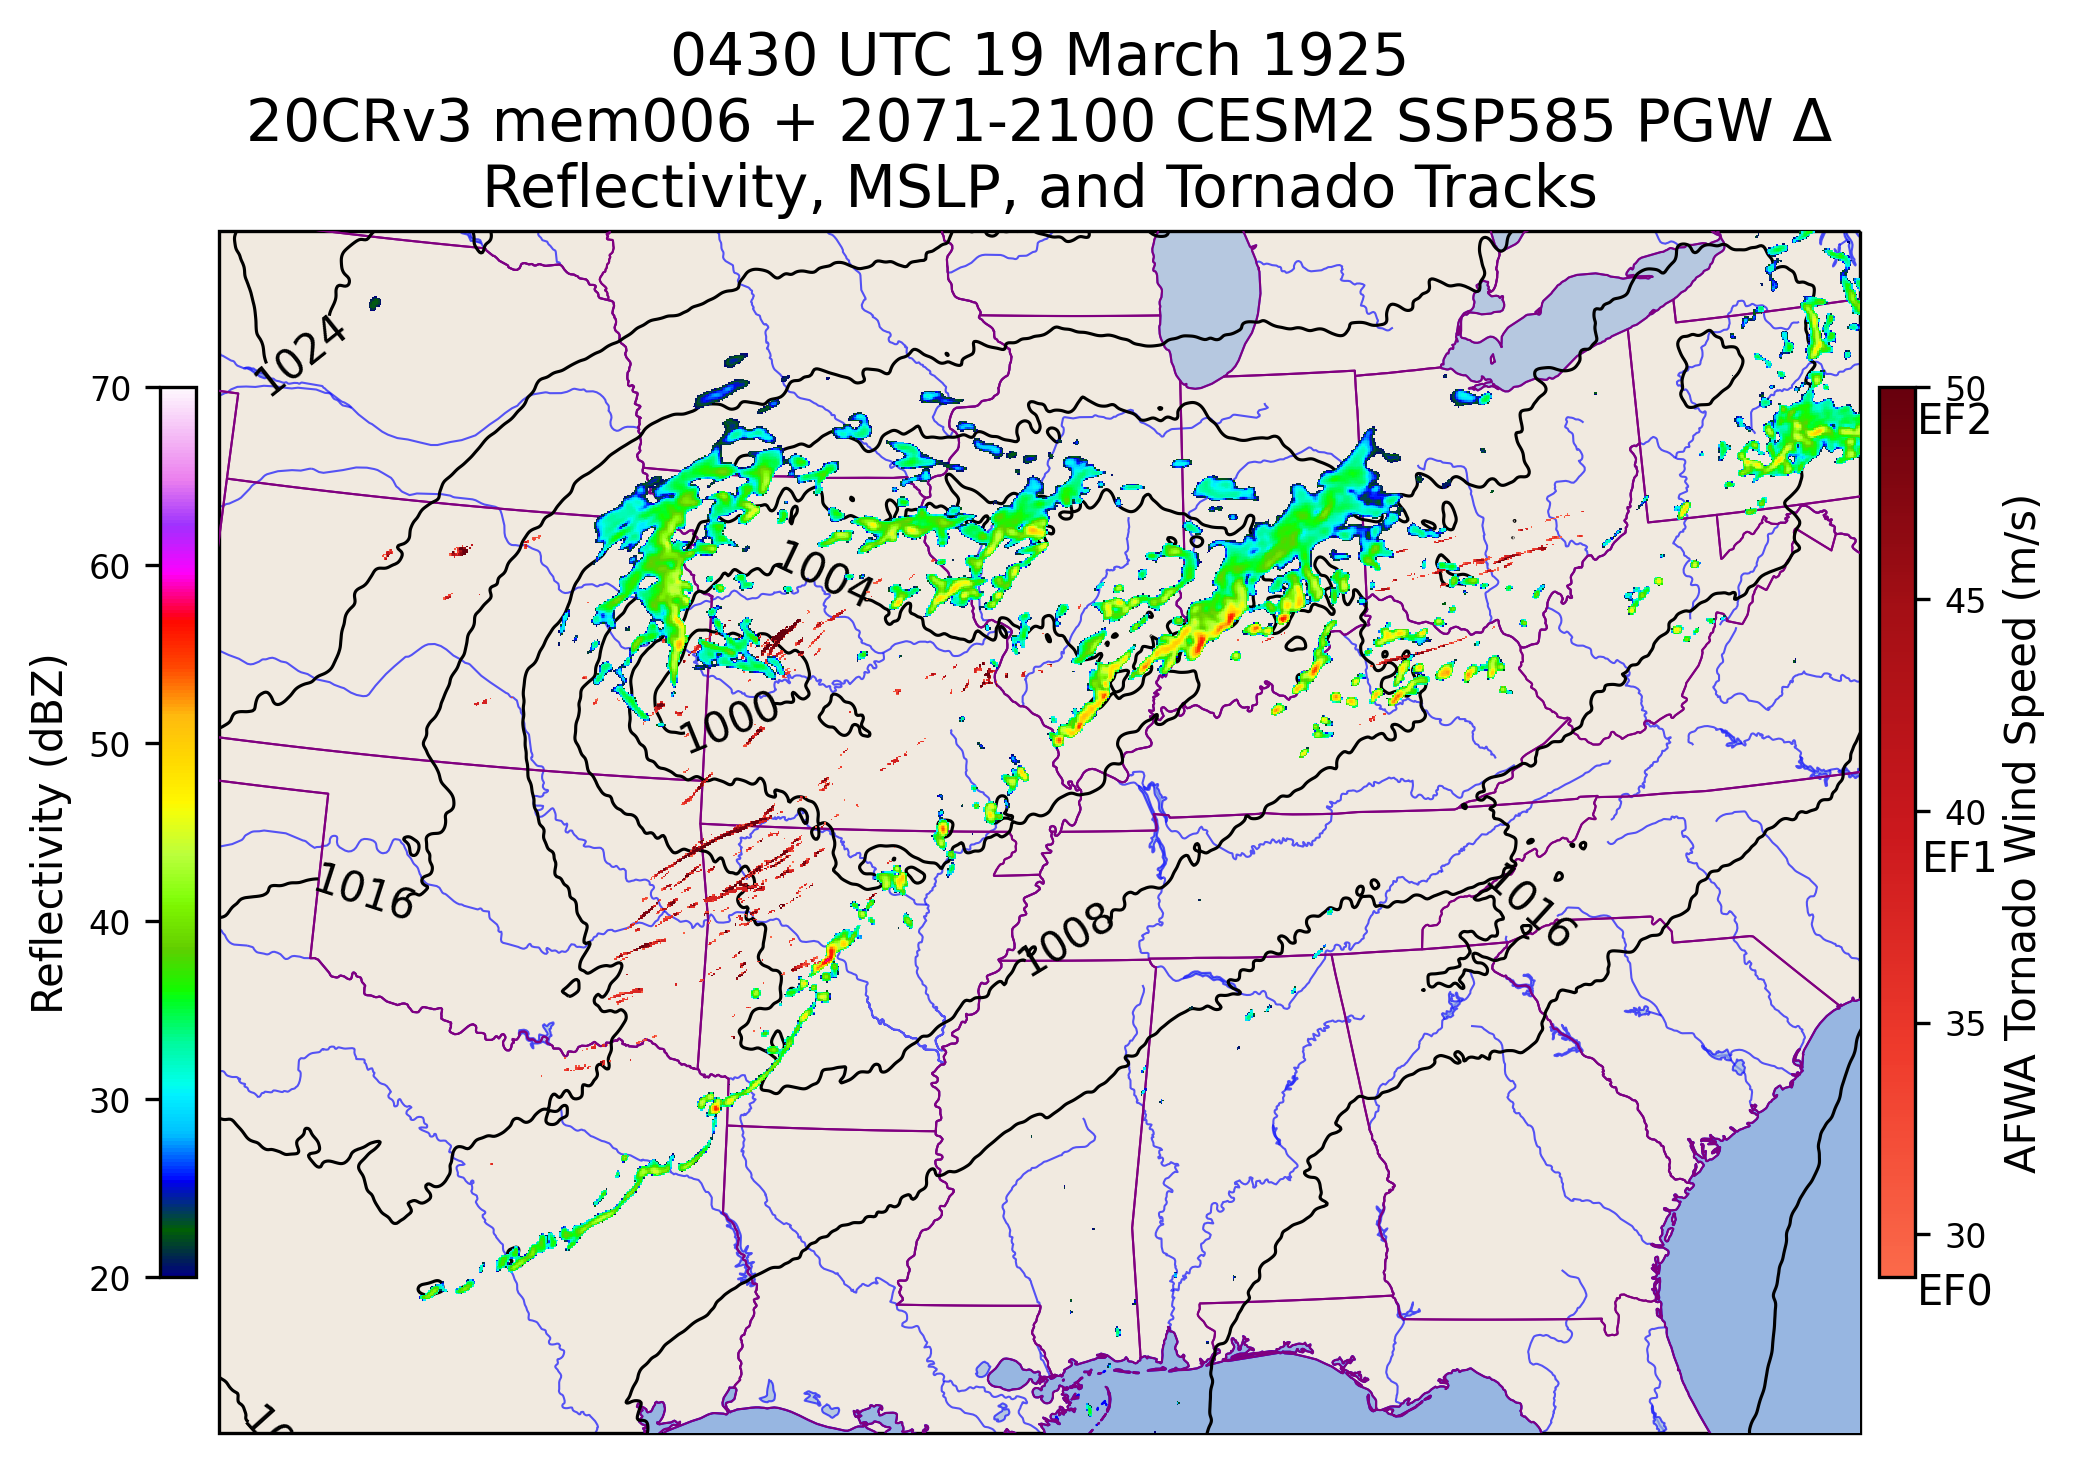 0430 UTC 19 March 1925
20CRv3 mem006 + 2071-2100 CESM2 SSP585 PGW Δ
Reflectivity, MSLP, and Tornado Tracks
1024
1004
1000
1016
1008
1016
70
60
50
40
30
20
Reflectivity (dBZ)
50
EF2
45
40
EF1
35
30
EF0
AFWA Tornado Wind Speed (m/s)